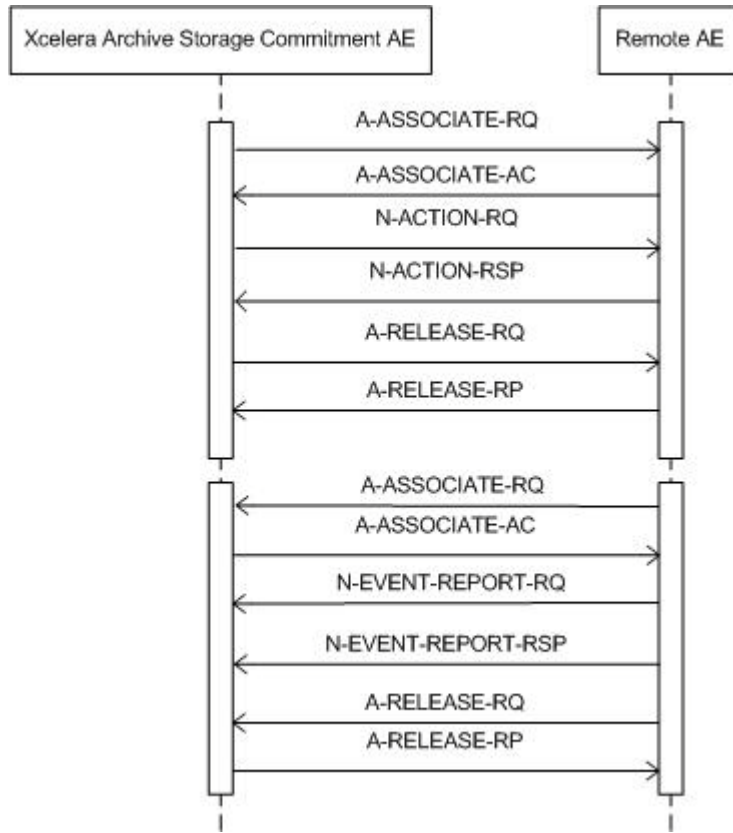 Xcelera Archive Storage Commitment AE
Remote AE
A-ASSOCIATE-RQ
A-ASSOCIATE-AC
N-ACTION-RQ
N-ACTION-RSP
A-RELEASE-RQ
A-RELEASE-RP
A-ASSOCIATE-RQ
A-ASSOCIATE-AC
N-EVENT-REPORT-RQ
N-EVENT-REPORT-RSP
A-RELEASE-RQ
A-RELEASE-RP